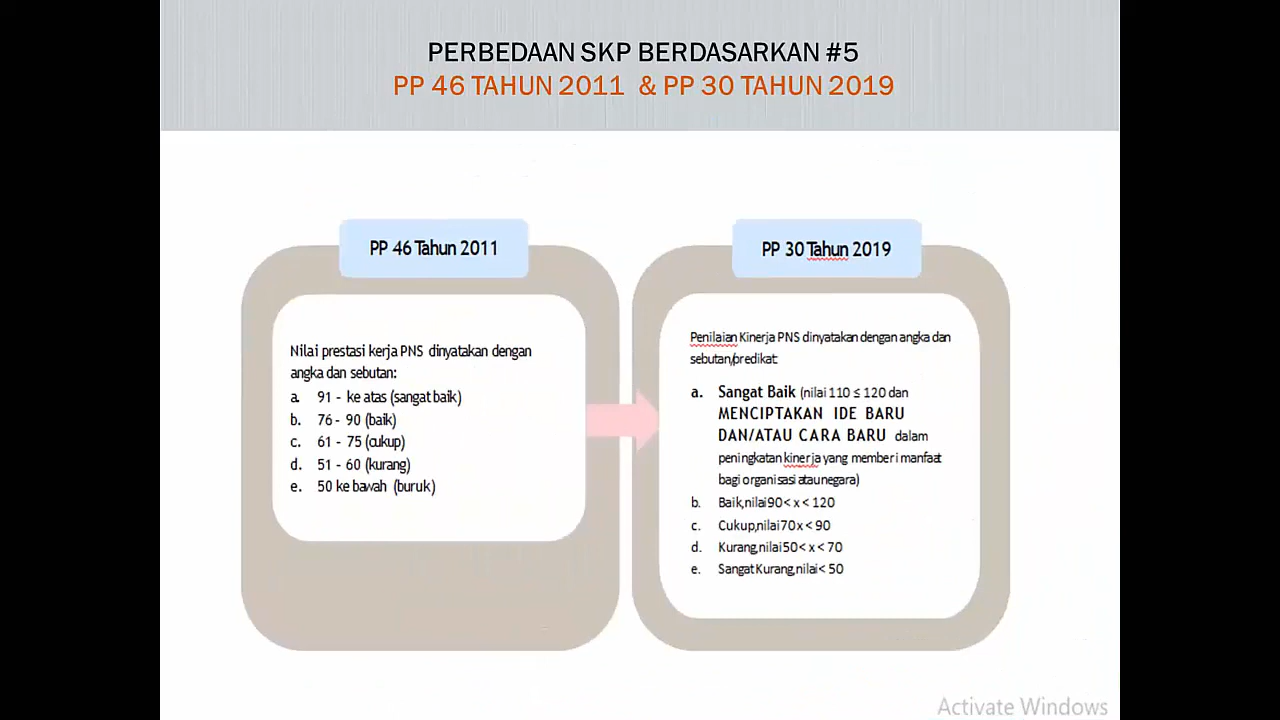 PERBEDAAN SKP BERDASARKAN #5
PP 46 TAHUN 2011 & PP 30 TAHUN 2019
PP 46 Tahun 2011
Nilai prestasi kerja PNS dinyatakan dengan
angka dan sebutan:
a. 91 - ke atas (sangat baik)
b. 76 - 90 (baik)
c. 61 - 75 (cukup)
d. 51 - 60 (kurang)
e. 50 ke bawah (buruk)
PP 30 Tahun 2019
Penilaian Kinerja PNS dinyatakan dengan angka dan
sebutan/predikat:
a. Sangat Baik (nilai 110 ≤ 120 dan
MENCIPTAKAN IDE BARU
DAN/ATAU CARA BARU dalam
peningkatan kinerja yang memberi manfaat
bagi organisasi atau negara)
b. Baik, nilai 90 < x < 120
c. Cukup, nilai 70 x < 90
d. Kurang, nilai 50 < x < 70
e. Sangat Kurang, nilai < 50
Activate Windows